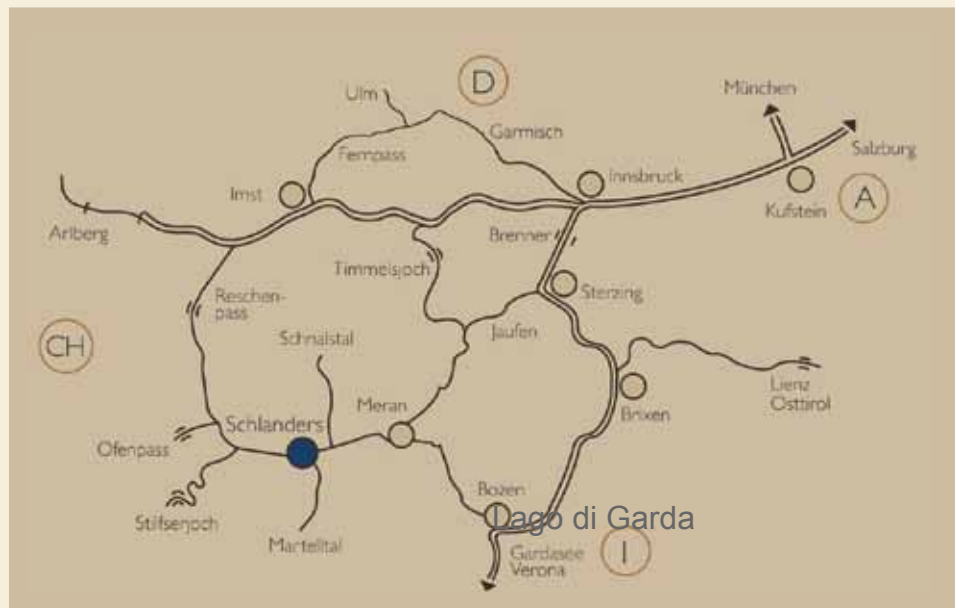 D
München
Ulm
Garmisch
Salzburg
Fernpass
Innsbruck
Imst
A
Kufstein
Arlberg
Brenner
Timmelsjoch
Sterzing
Reschen-
pass
CH
Schnalstal
Jaufen
Lienz
Osttirol
Meran
Brixen
Schlanders
Ofenpass
Bozen
Stilfserjoch
Lago di Garda
Martelltal
Gardasee
Verona
I